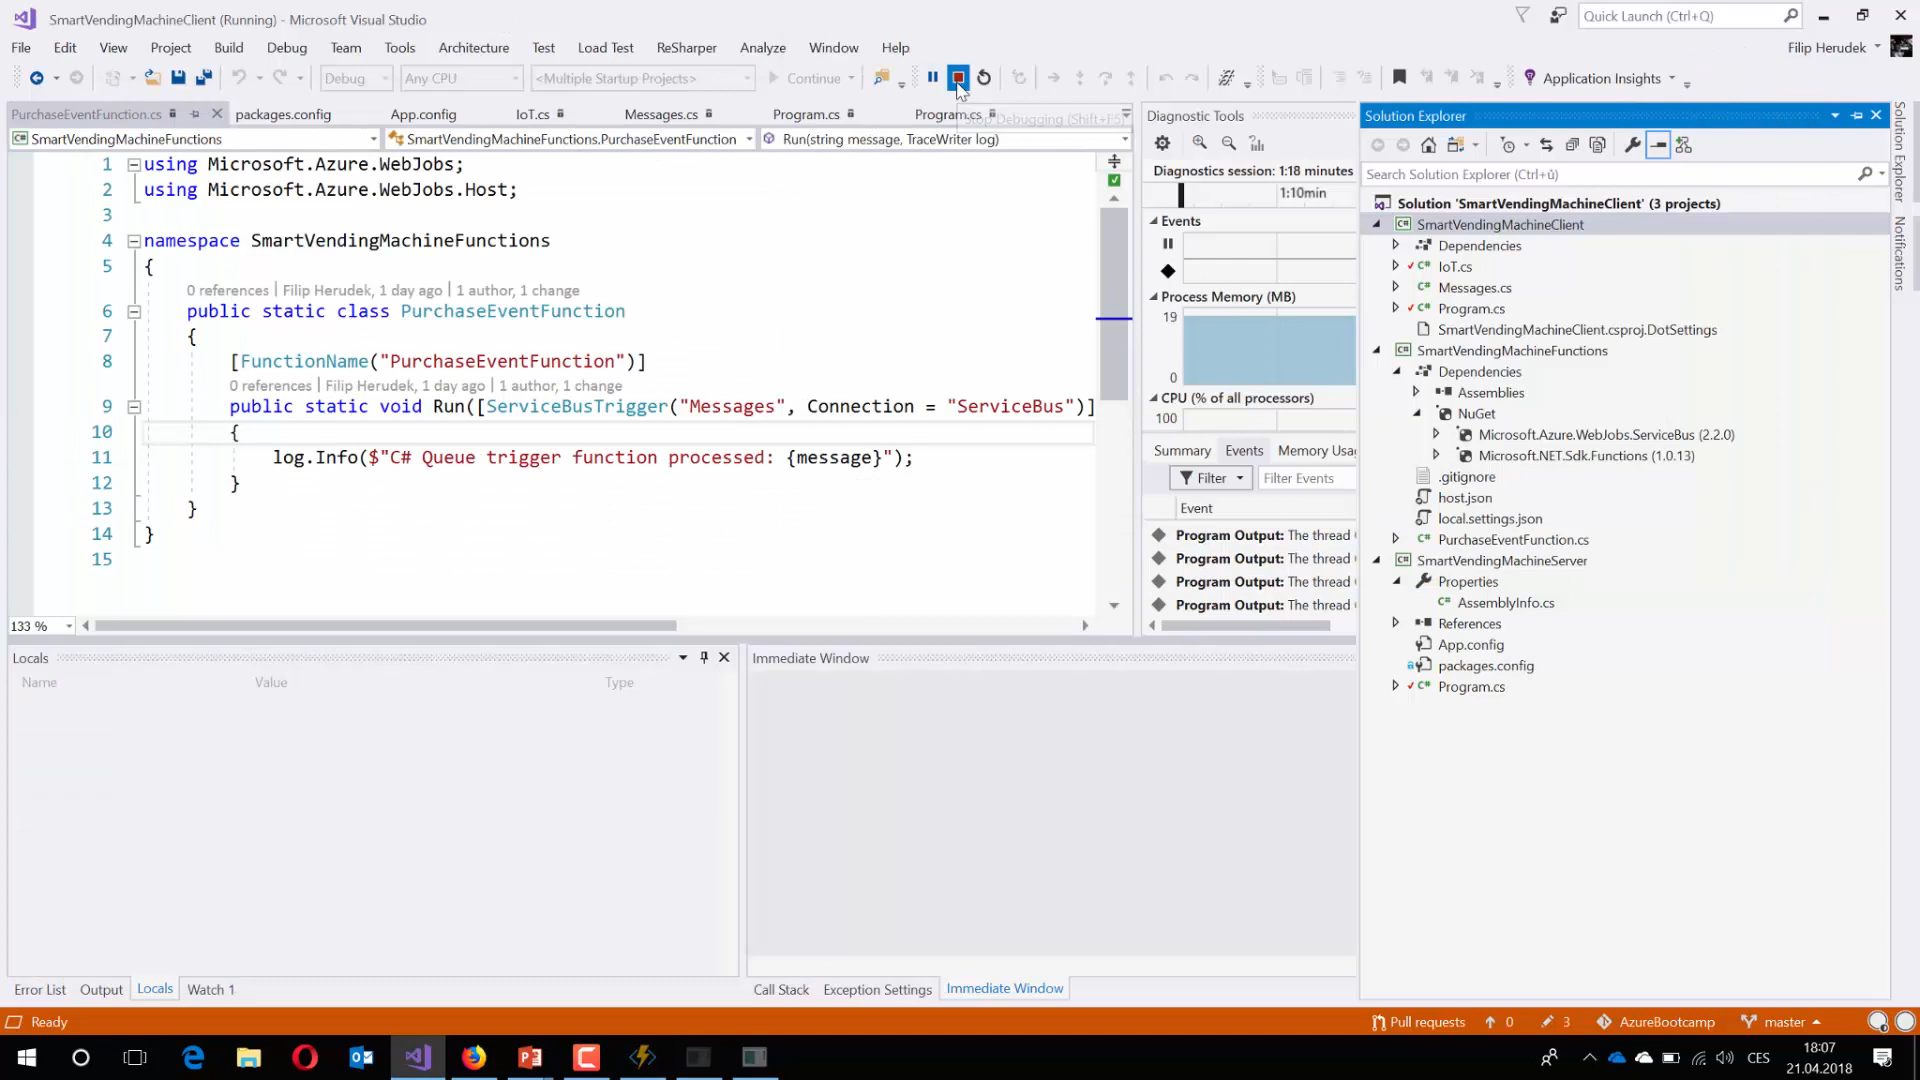 SmartVendingMachineClient (Running) - Microsoft Visual Studio
Quick Launch (Ctrl+Q)
File Edit View Project Build Debug Team Tools Architecture Test Load Test ReSharper Analyze Window Help
Filip Herudek
Debug Any CPU <Multiple Startup Projects> Continue Application Insights
PurchaseEventFunction.cs packages.config App.config IoT.cs Messages.cs Program.cs Program.cs
Stop Debugging (Shift+F5)
SmartVendingMachineFunctions SmartVendingMachineFunctions.PurchaseEventFunction Run(string message, TraceWriter log)
1 using Microsoft.Azure.WebJobs;
2 using Microsoft.Azure.WebJobs.Host;
3
4 namespace SmartVendingMachineFunctions
5 {
0 references | Filip Herudek, 1 day ago | 1 author, 1 change
6 public static class PurchaseEventFunction
7 {
8 [FunctionName("PurchaseEventFunction")]
0 references | Filip Herudek, 1 day ago | 1 author, 1 change
9 public static void Run([ServiceBusTrigger("Messages", Connection = "ServiceBus")]
10 {
11 log.Info($"C# Queue trigger function processed: {message}");
12 }
13 }
14 }
15
133 %
Diagnostic Tools
Diagnostics session: 1:18 minutes
1:10min
Events
Process Memory (MB)
19
0
CPU (% of all processors)
100
Summary Events Memory Usag
Filter Filter Events
Event
Program Output: The thread
Program Output: The thread
Program Output: The thread
Program Output: The thread
Solution Explorer
Search Solution Explorer (Ctrl+ů)
Solution 'SmartVendingMachineClient' (3 projects)
SmartVendingMachineClient
Dependencies
IoT.cs
Messages.cs
Program.cs
SmartVendingMachineClient.csproj.DotSettings
SmartVendingMachineFunctions
Dependencies
Assemblies
NuGet
Microsoft.Azure.WebJobs.ServiceBus (2.2.0)
Microsoft.NET.Sdk.Functions (1.0.13)
.gitignore
host.json
local.settings.json
PurchaseEventFunction.cs
SmartVendingMachineServer
Properties
AssemblyInfo.cs
References
App.config
packages.config
Program.cs
Solution Explorer
Notifications
Locals
Name Value Type
Immediate Window
Error List Output Locals Watch 1
Call Stack Exception Settings Immediate Window
Ready
Pull requests 0 3 AzureBootcamp master
CES
18:07
21.04.2018